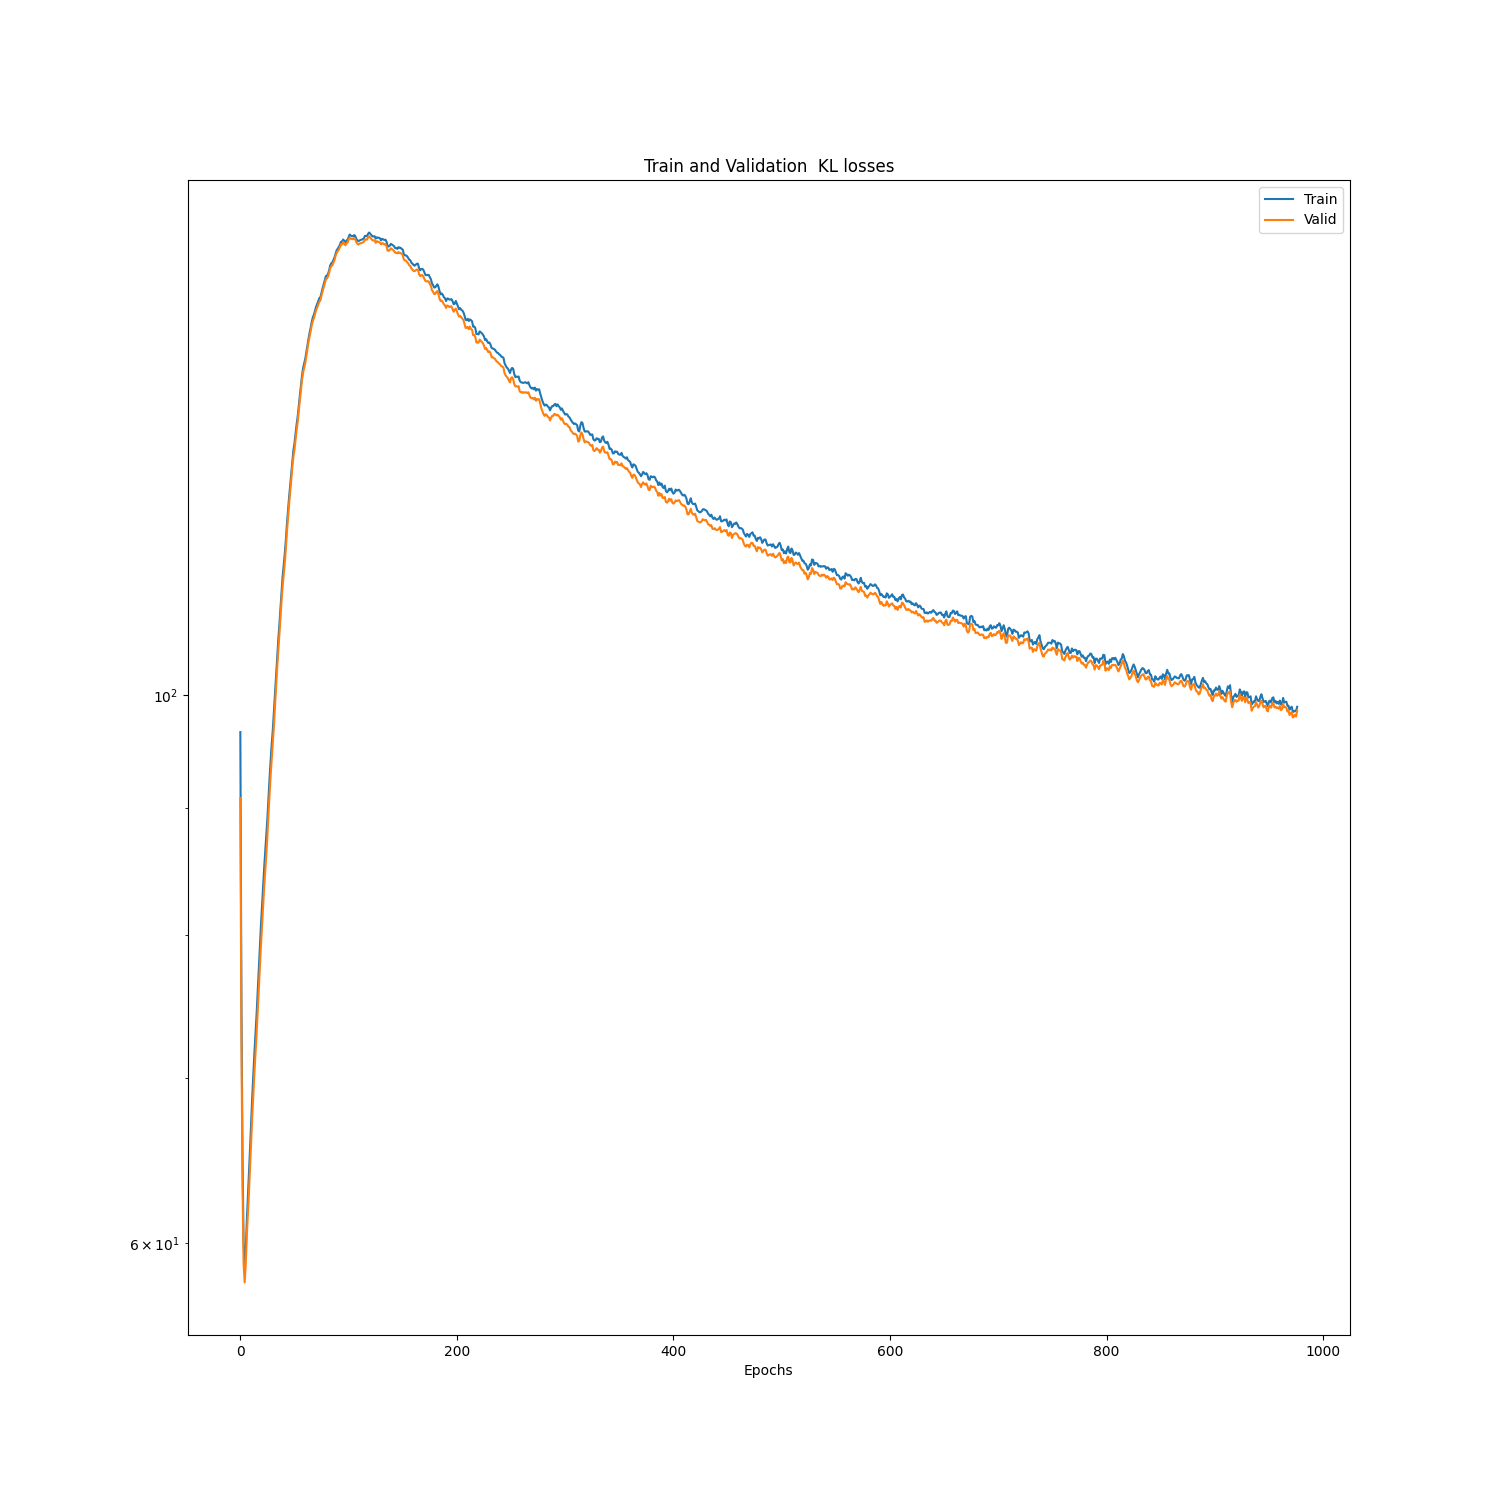 Train and Validation  KL losses
Train
Valid
10²
6 × 10¹
0 200 400 600 800 1000
Epochs